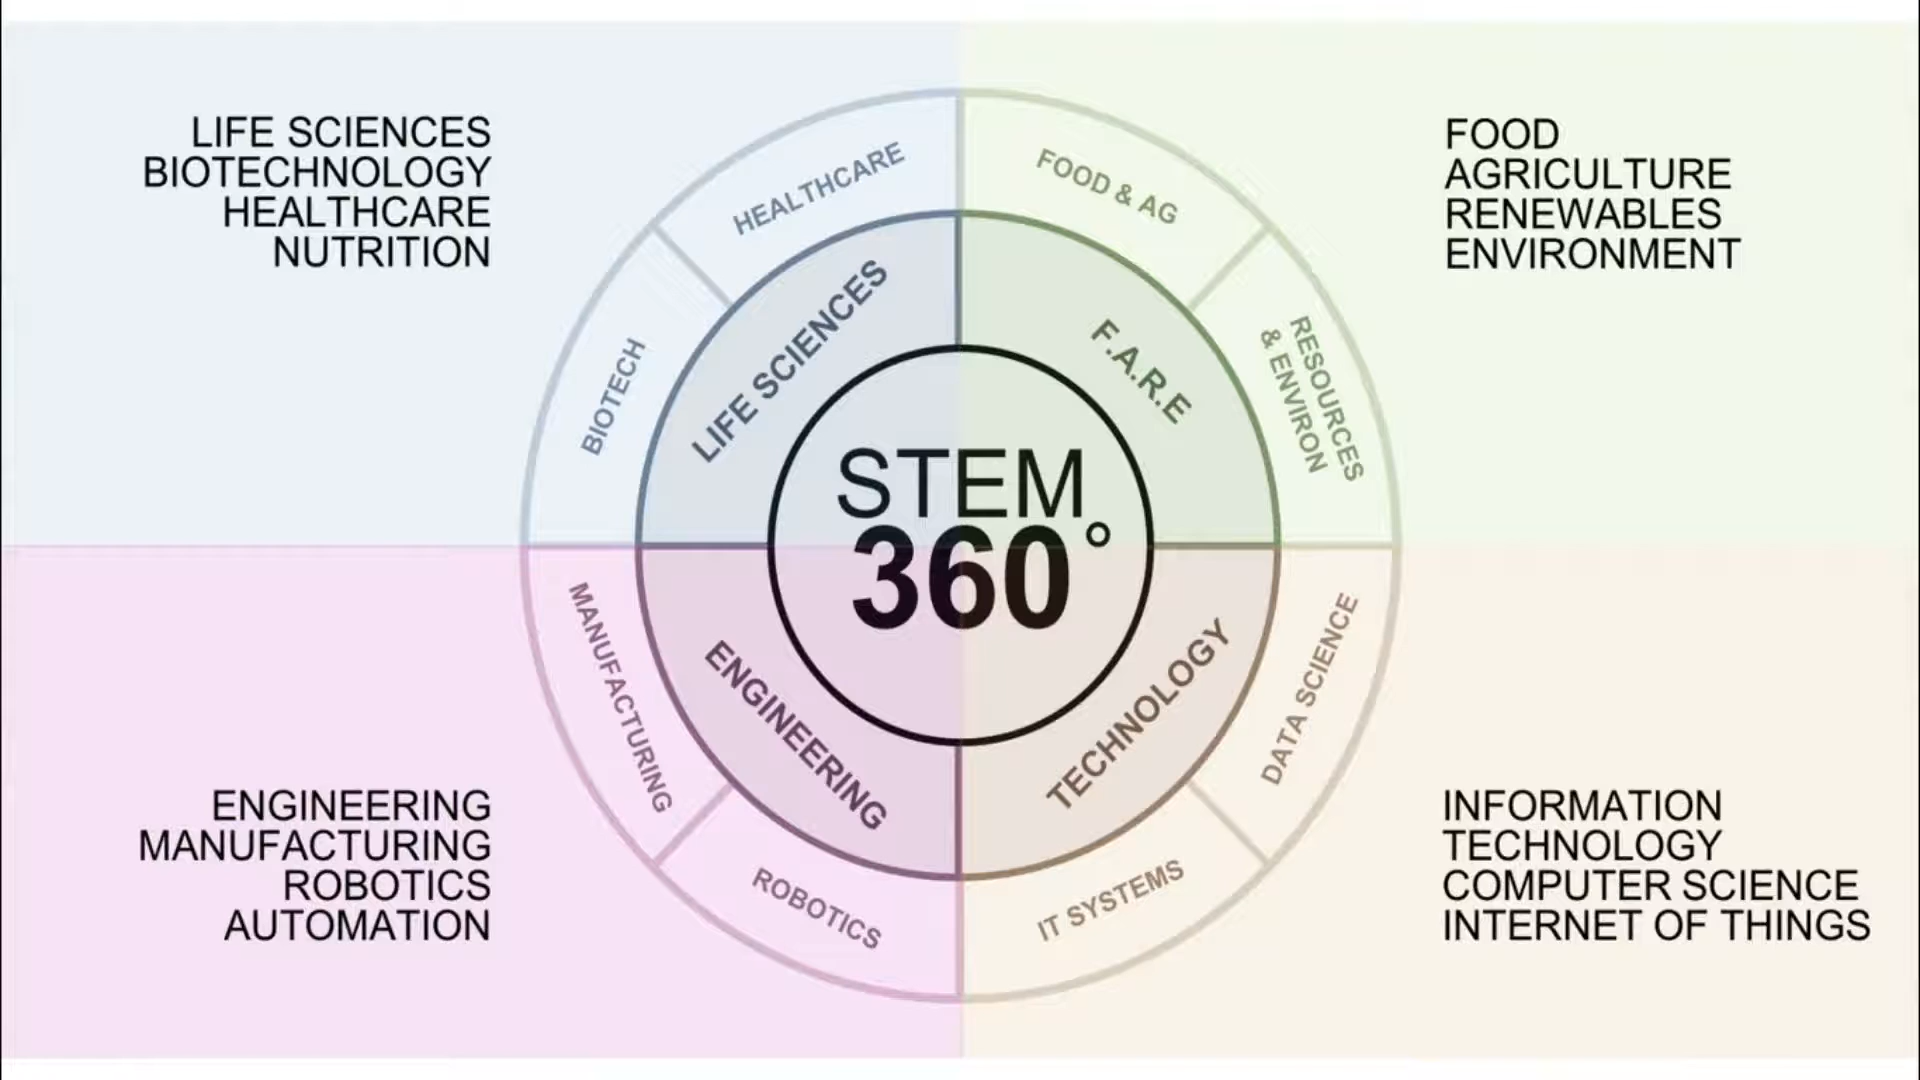 LIFE SCIENCES
BIOTECHNOLOGY
HEALTHCARE
NUTRITION
FOOD
AGRICULTURE
RENEWABLES
ENVIRONMENT
HEALTHCARE
FOOD & AG
BIOTECH
LIFE SCIENCES
F.A.R.E
RESOURCES
& ENVIRON
STEM
360°
MANUFACTURING
ENGINEERING
TECHNOLOGY
DATA SCIENCE
ROBOTICS
IT SYSTEMS
ENGINEERING
MANUFACTURING
ROBOTICS
AUTOMATION
INFORMATION
TECHNOLOGY
COMPUTER SCIENCE
INTERNET OF THINGS